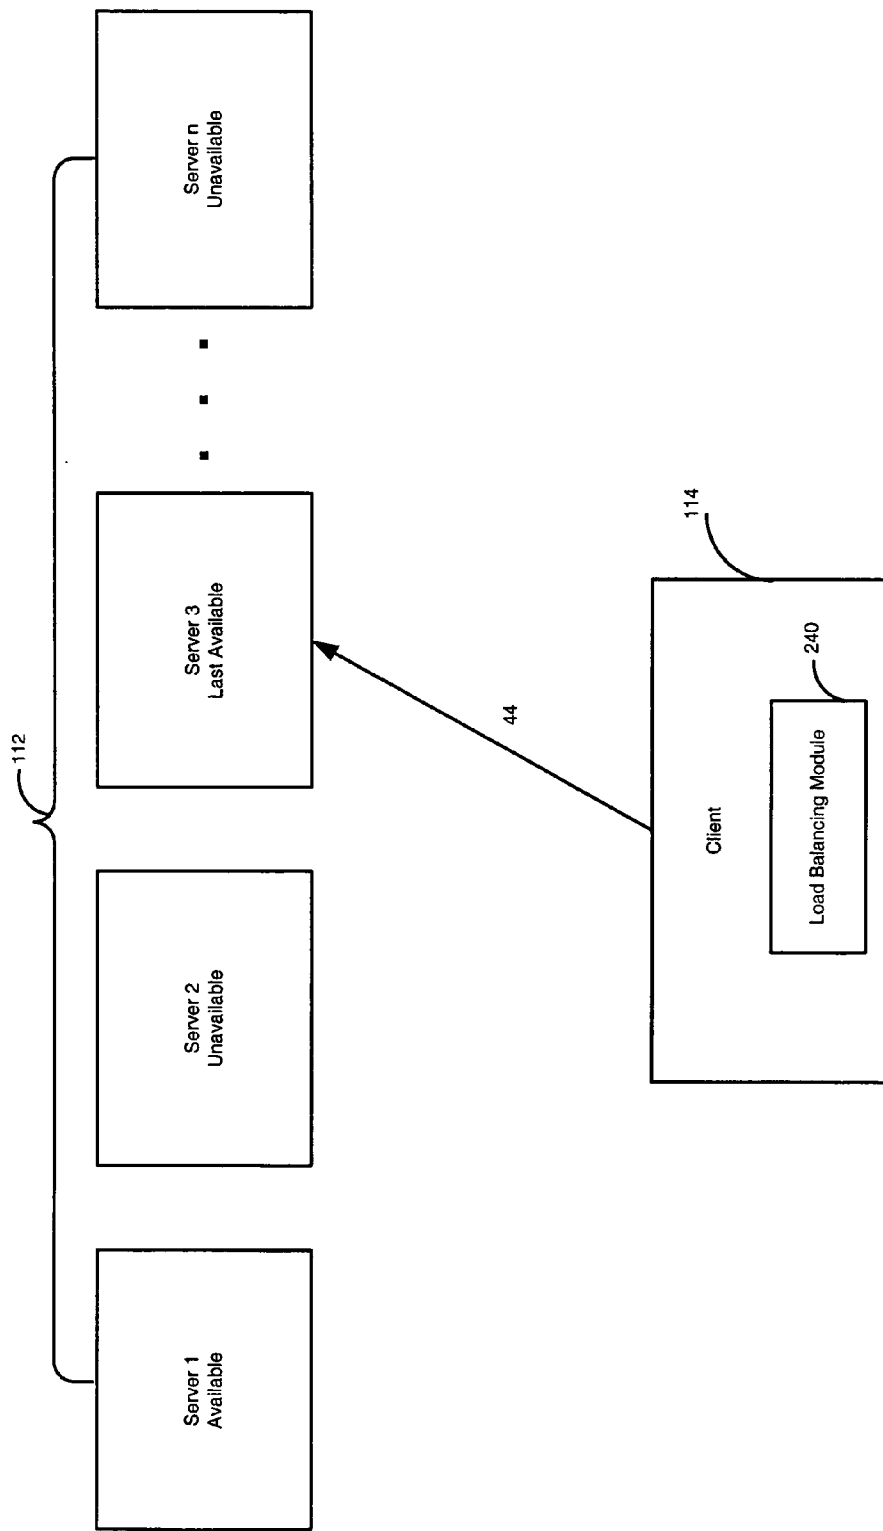 112
Server 1
Available
Server 2
Unavailable
Server 3
Last Available
Server n
Unavailable
44
114
Client
240
Load Balancing Module